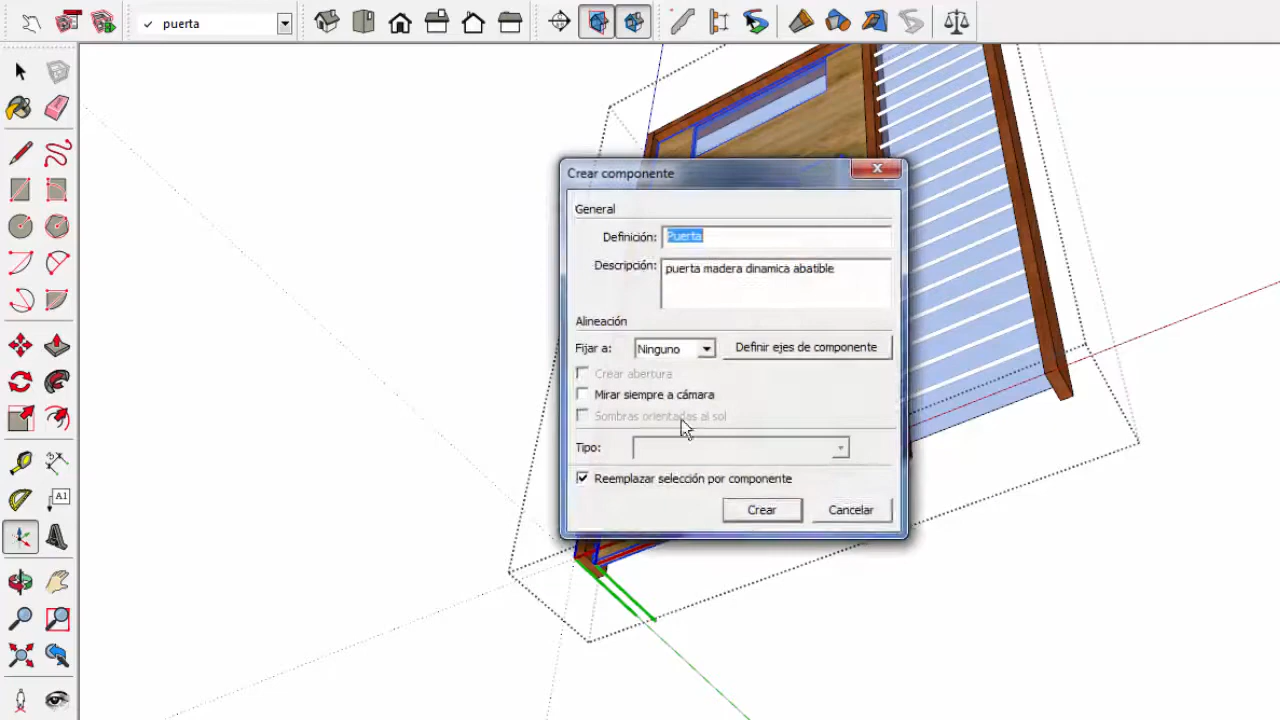 puerta
Crear componente
General
Definición: Puerta
Descripción: puerta madera dinamica abatible
Alineación
Fijar a: Ninguno Definir ejes de componente
Crear abertura
Mirar siempre a cámara
Sombras orientadas al sol
Tipo:
Reemplazar selección por componente
Crear Cancelar
A1